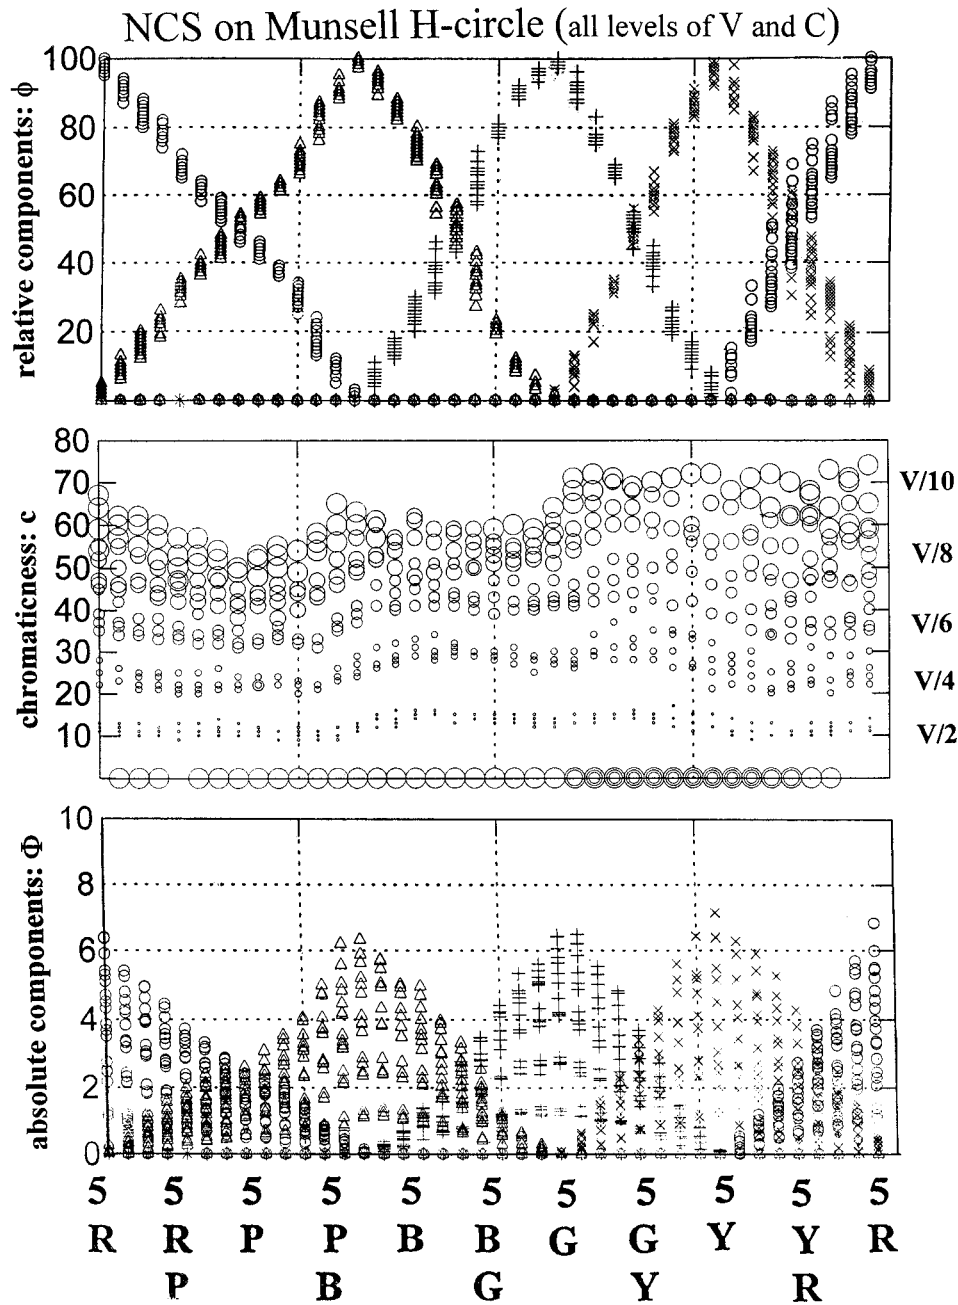 NCS on Munsell H-circle (all levels of V and C)
relative components: ϕ
100
80
60
40
20
chromaticness: c
80
70
60
50
40
30
20
10
V/10
V/8
V/6
V/4
V/2
absolute components: Φ
10
8
6
4
2
0
5 5 5 5 5 5 5 5 5 5 5
R R P P B B G G Y Y R
P B G Y R